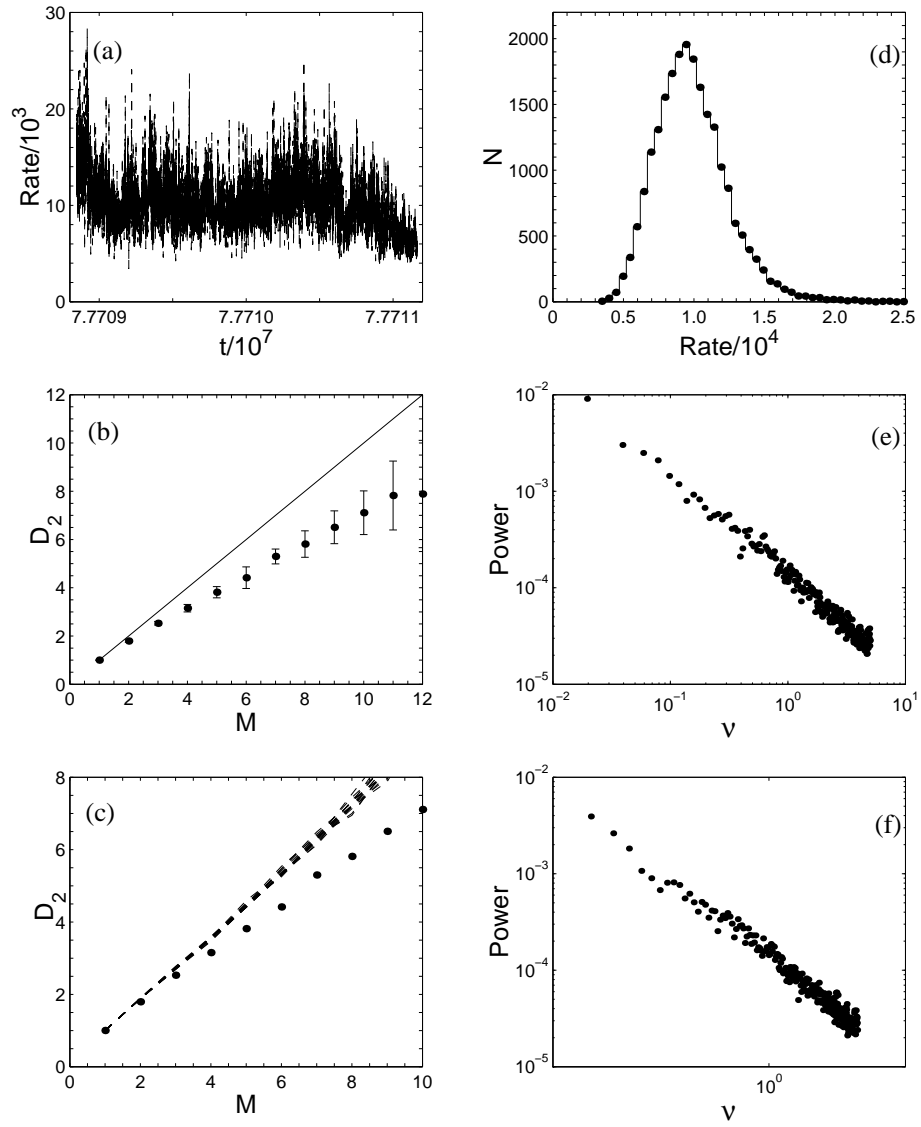 (a)
Rate/10³
30
20
10
0
7.7709 7.7710 7.7711
t/10⁷
(d)
N
2000
1500
1000
500
0
0 0.5 1.0 1.5 2.0 2.5
Rate/10⁴
(b)
D₂
12
10
8
6
4
2
0
0 2 4 6 8 10 12
M
(e)
Power
10⁻²
10⁻³
10⁻⁴
10⁻⁵
10⁻² 10⁻¹ 10⁰ 10¹
ν
(c)
D₂
8
6
4
2
0
0 2 4 6 8 10
M
(f)
Power
10⁻²
10⁻³
10⁻⁴
10⁻⁵
10⁰
ν